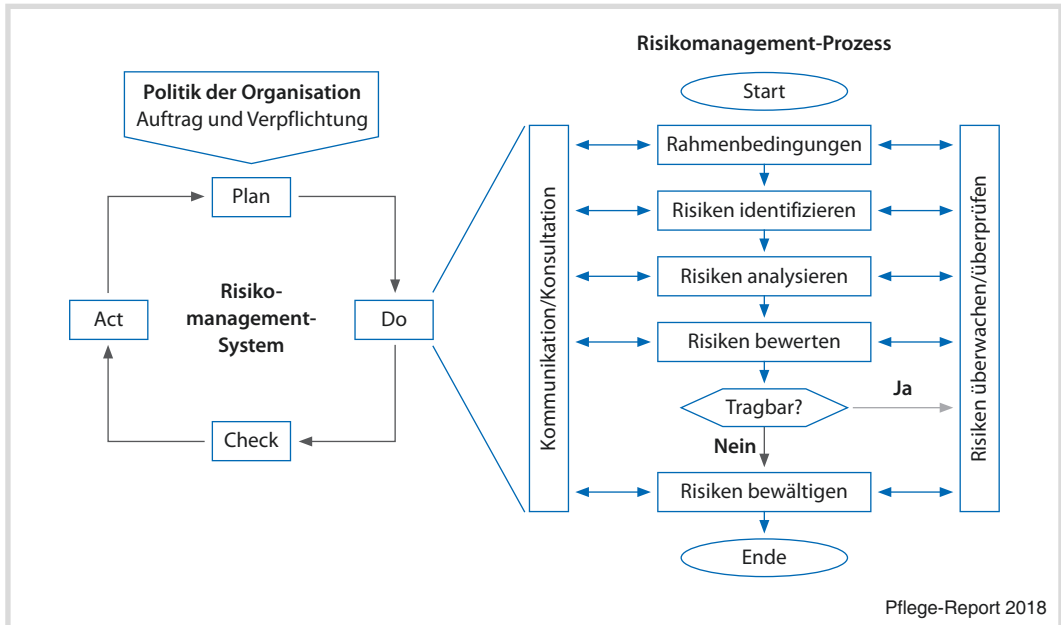 Risikomanagement-Prozess
Politik der Organisation
Auftrag und Verpflichtung
Plan
Act
Risiko-
management-
System
Do
Check
Kommunikation/Konsultation
Start
Rahmenbedingungen
Risiken identifizieren
Risiken analysieren
Risiken bewerten
Tragbar?
Ja
Nein
Risiken bewältigen
Ende
Risiken überwachen/überprüfen
Pflege-Report 2018